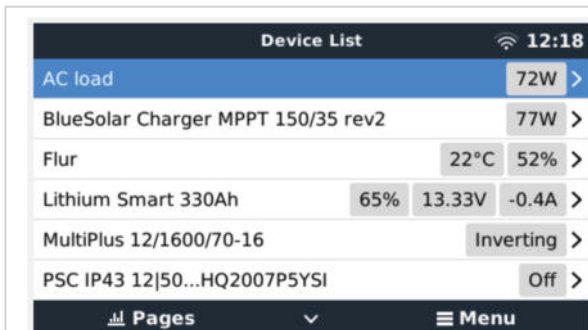 Device List 12:18
AC load 72W
BlueSolar Charger MPPT 150/35 rev2 77W
Flur 22°C 52%
Lithium Smart 330Ah 65% 13.33V -0.4A
MultiPlus 12/1600/70-16 Inverting
PSC IP43 12|50...HQ2007P5YSI Off
Pages Menu